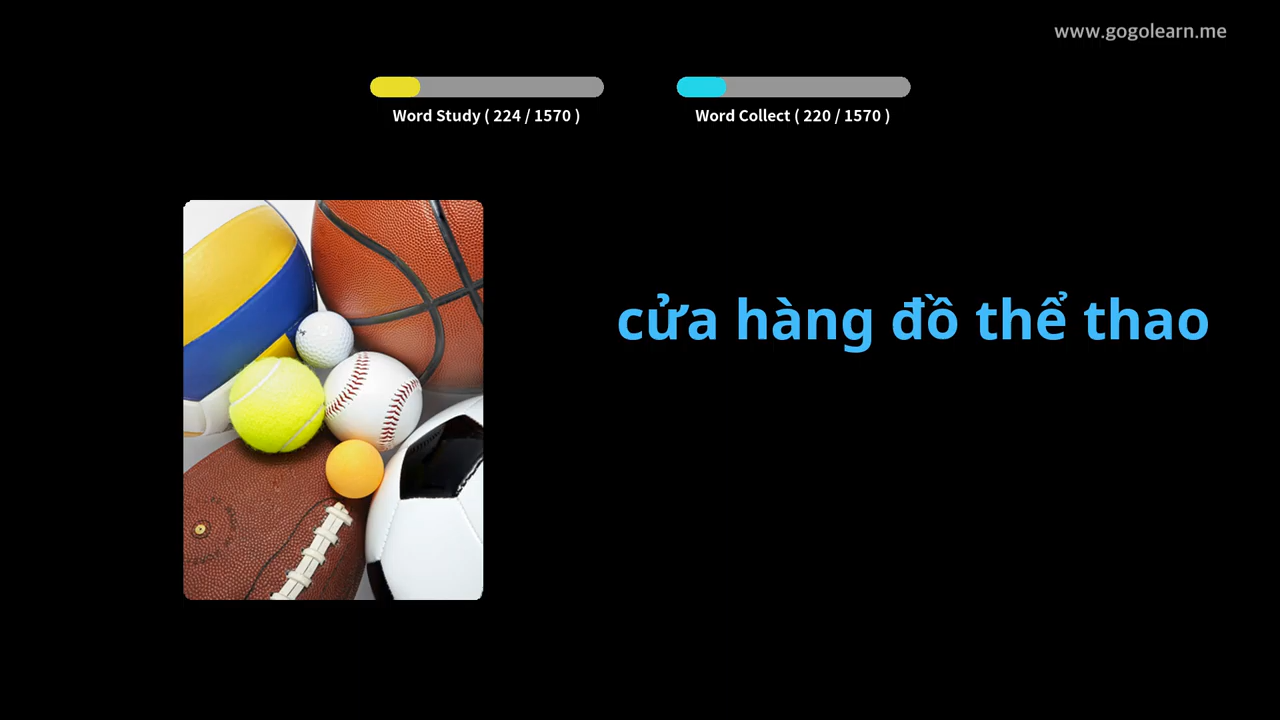 www.gogolearn.me
Word Study ( 224 / 1570 )
Word Collect ( 220 / 1570 )
cửa hàng đồ thể thao